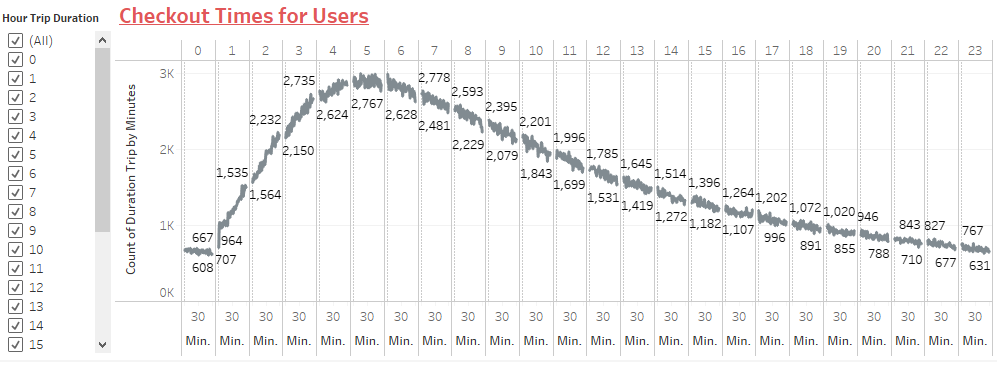 Hour Trip Duration
(All)
0
1
2
3
4
5
6
7
8
9
10
11
12
13
14
15
Checkout Times for Users
0 1 2 3 4 5 6 7 8 9 10 11 12 13 14 15 16 17 18 19 20 21 22 23
Count of Duration Trip by Minutes
3K
2K
1K
0K
667 1,535 2,232 2,735 2,778 2,593 2,395 2,201 1,996 1,785 1,645 1,514 1,396 1,264 1,202 1,072 1,020 946 843 827 767
608 707 964 1,564 2,150 2,624 2,767 2,628 2,481 2,229 2,079 1,843 1,699 1,531 1,419 1,272 1,182 1,107 996 891 855 788 710 677 631
30 30 30 30 30 30 30 30 30 30 30 30 30 30 30 30 30 30 30 30 30 30 30 30
Min. Min. Min. Min. Min. Min. Min. Min. Min. Min. Min. Min. Min. Min. Min. Min. Min. Min. Min. Min. Min. Min. Min. Min.